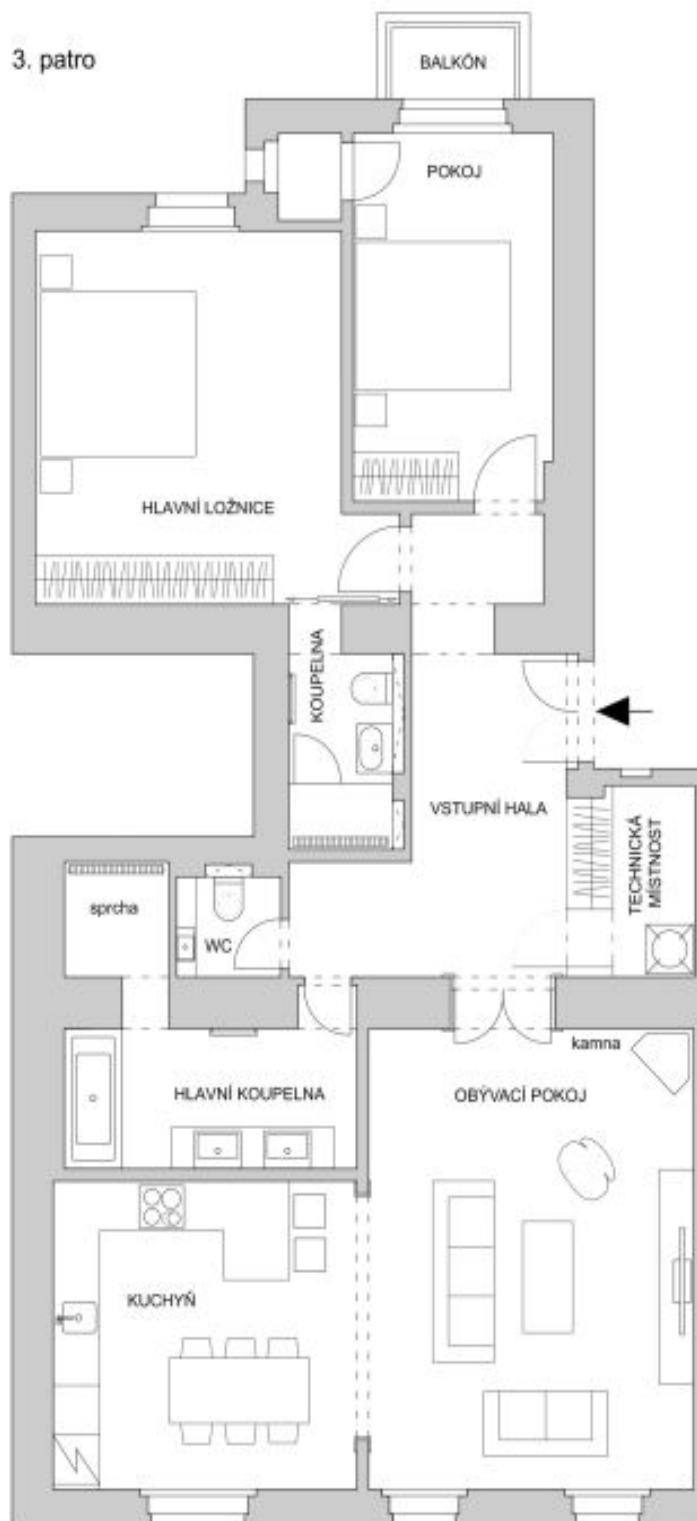 3. patro
BALKÓN
POKOJ
HLAVNÍ LOŽNICE
KOUPELNA
VSTUPNÍ HALA
TECHNICKÁ
MÍSTNOST
sprcha
WC
kamna
HLAVNÍ KOUPELNA
OBÝVACÍ POKOJ
KUCHYŇ